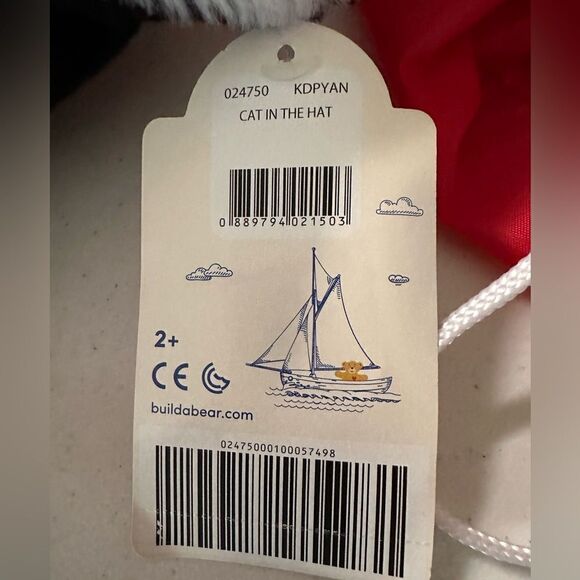 024750 KDPYAN
CAT IN THE HAT
0 889794 021503
2+
CE
buildabear.com
02475000100057498